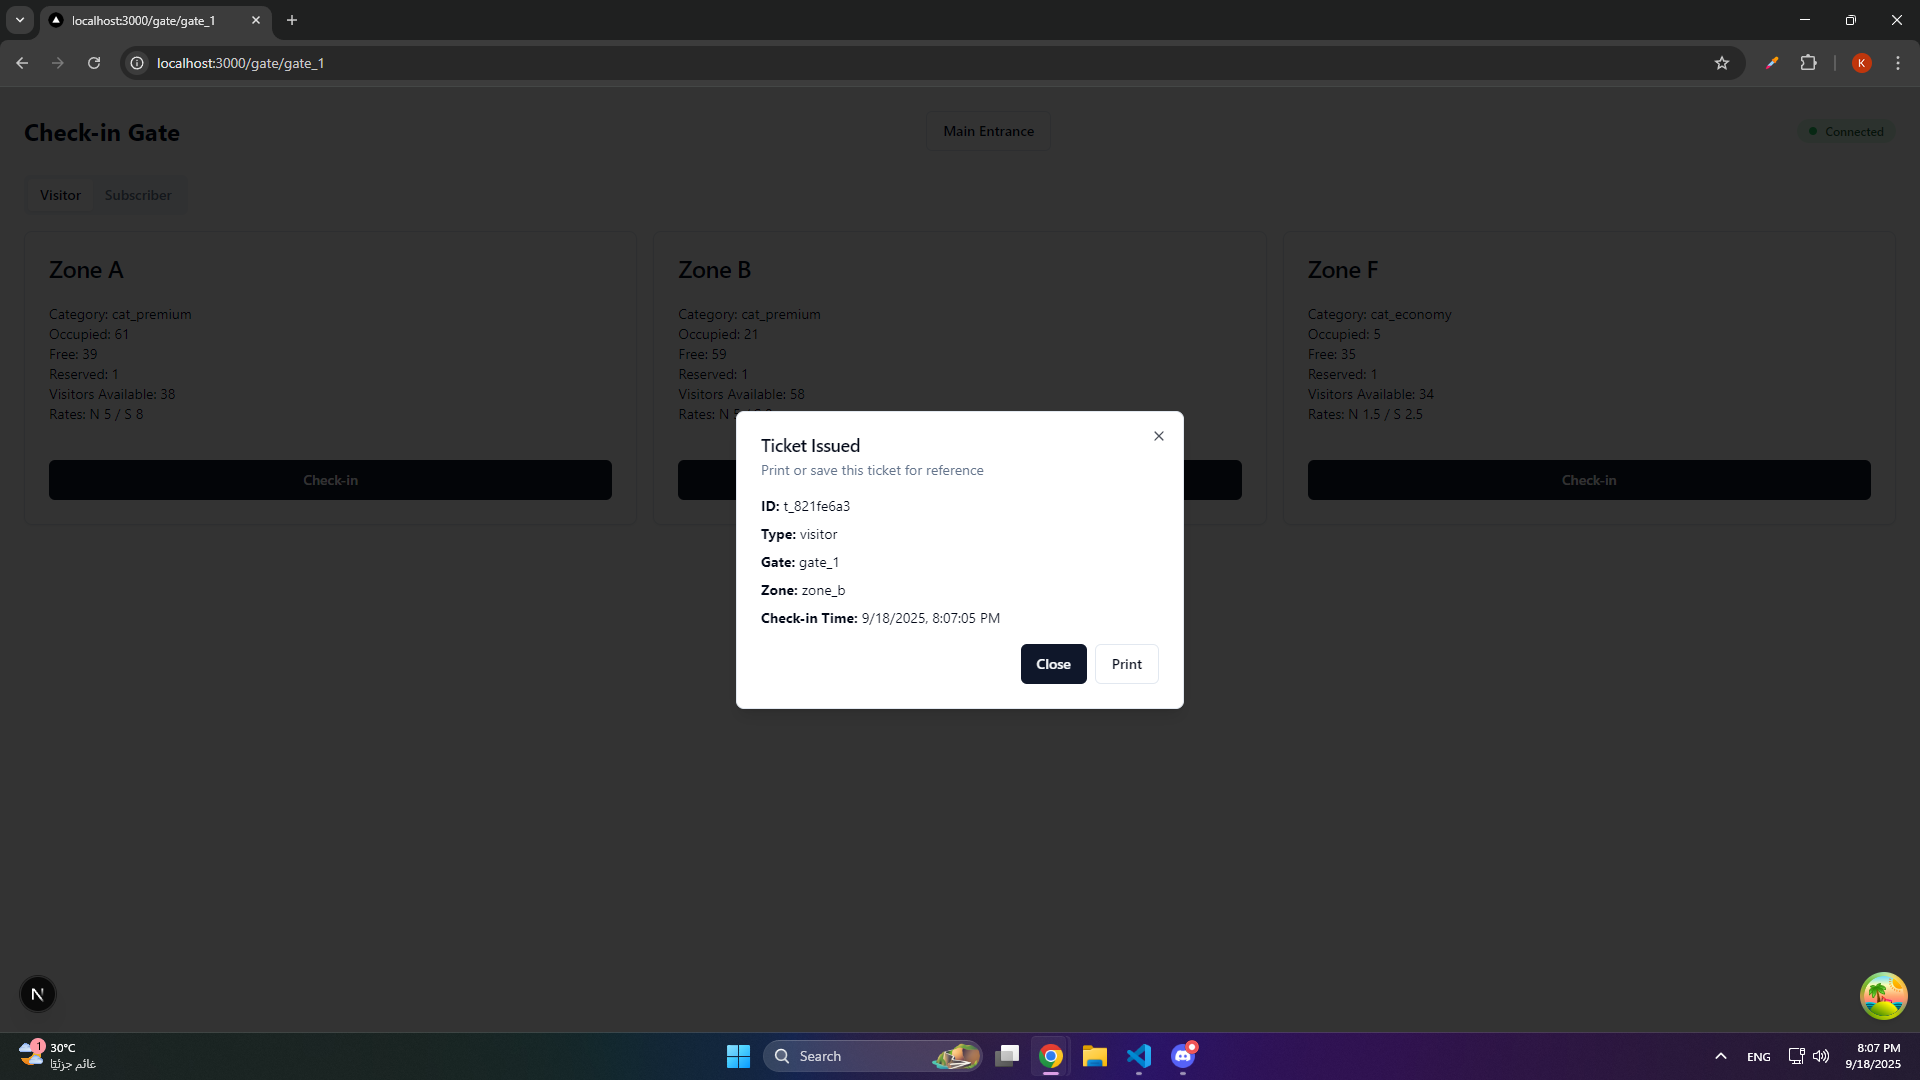 localhost:3000/gate/gate_1
localhost:3000/gate/gate_1
K
Check-in Gate
Main Entrance
Connected
Visitor
Subscriber
Zone A
Category: cat_premium
Occupied: 61
Free: 39
Reserved: 1
Visitors Available: 38
Rates: N 5 / S 8
Check-in
Zone B
Category: cat_premium
Occupied: 21
Free: 59
Reserved: 1
Visitors Available: 58
Rates: N
Zone F
Category: cat_economy
Occupied: 5
Free: 35
Reserved: 1
Visitors Available: 34
Rates: N 1.5 / S 2.5
Check-in
Ticket Issued
Print or save this ticket for reference
ID: t_821fe6a3
Type: visitor
Gate: gate_1
Zone: zone_b
Check-in Time: 9/18/2025, 8:07:05 PM
Close
Print
N
1
30°C
غائم جزئيًا
Search
ENG
8:07 PM
9/18/2025